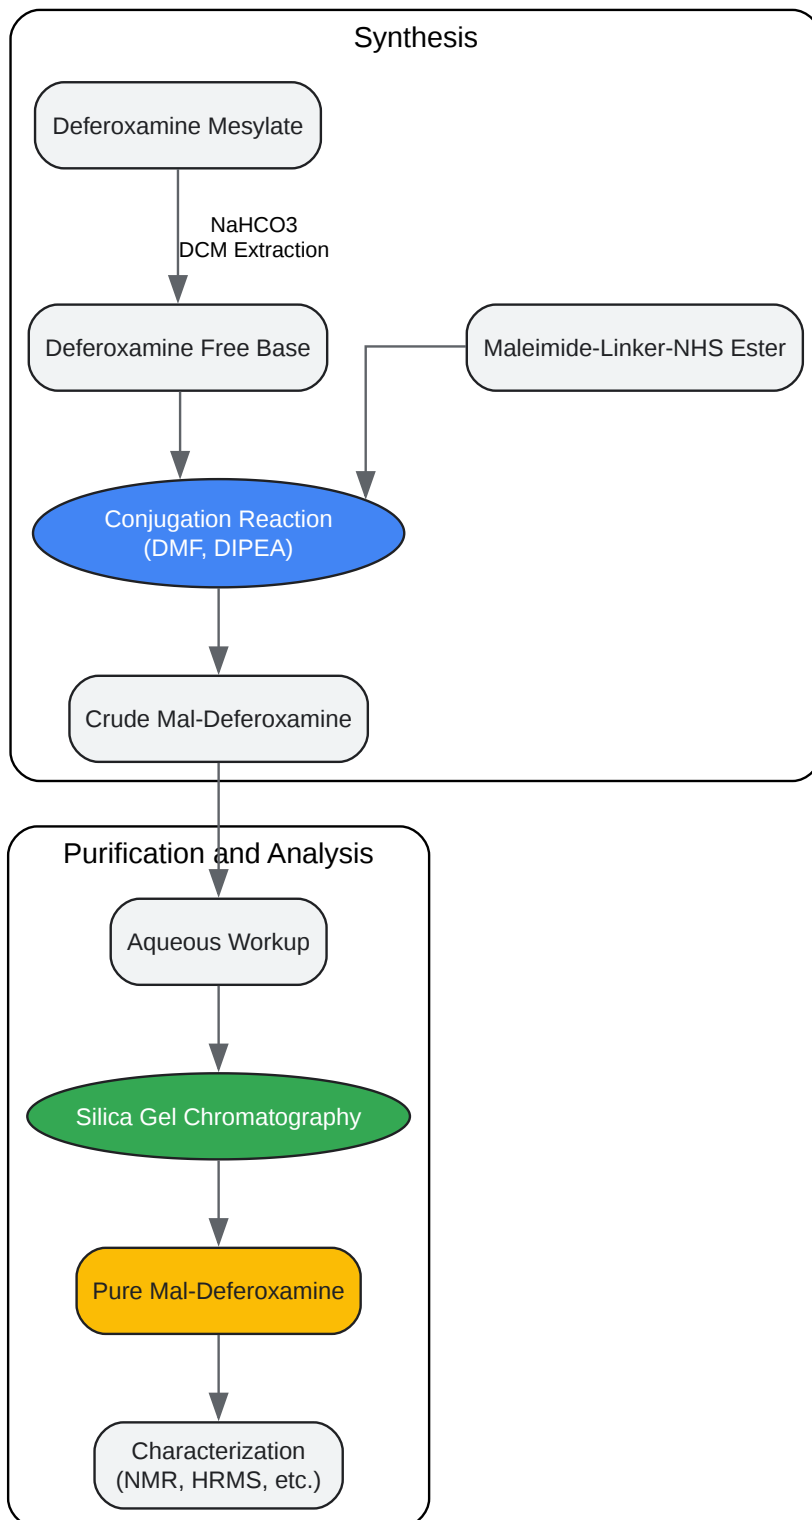 Synthesis
Deferoxamine Mesylate
NaHCO3
DCM Extraction
Deferoxamine Free Base
Maleimide-Linker-NHS Ester
Conjugation Reaction
(DMF, DIPEA)
Crude Mal-Deferoxamine
Purification and Analysis
Aqueous Workup
Silica Gel Chromatography
Pure Mal-Deferoxamine
Characterization
(NMR, HRMS, etc.)